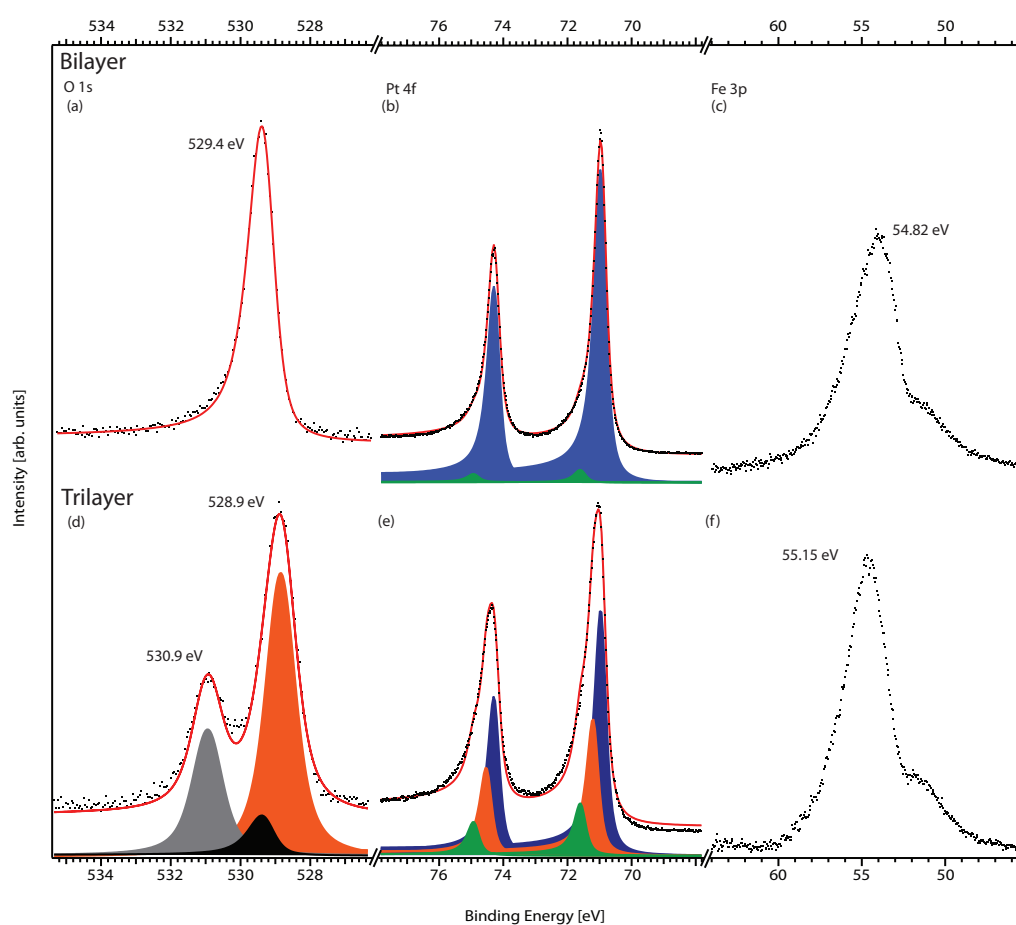 534 532 530 528 76 74 72 70 60 55 50
Bilayer
O 1s Pt 4f Fe 3p
(a) (b) (c)
529.4 eV
54.82 eV
Intensity [arb. units]
Trilayer
(d) (e) (f)
528.9 eV
55.15 eV
530.9 eV
534 532 530 528 76 74 72 70 60 55 50
Binding Energy [eV]